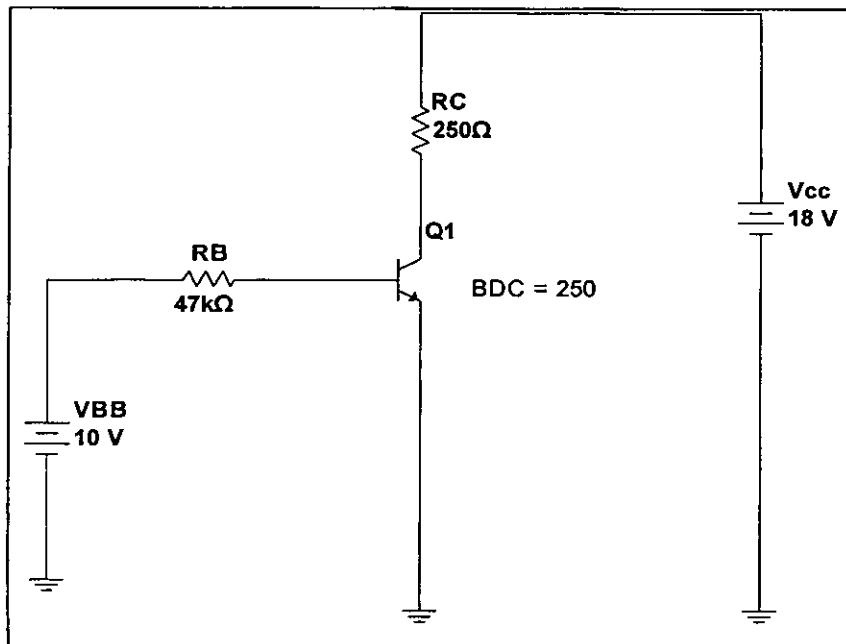 RC
250Ω
Vcc
18 V
Q1
RB
47kΩ
BDC = 250
VBB
10 V